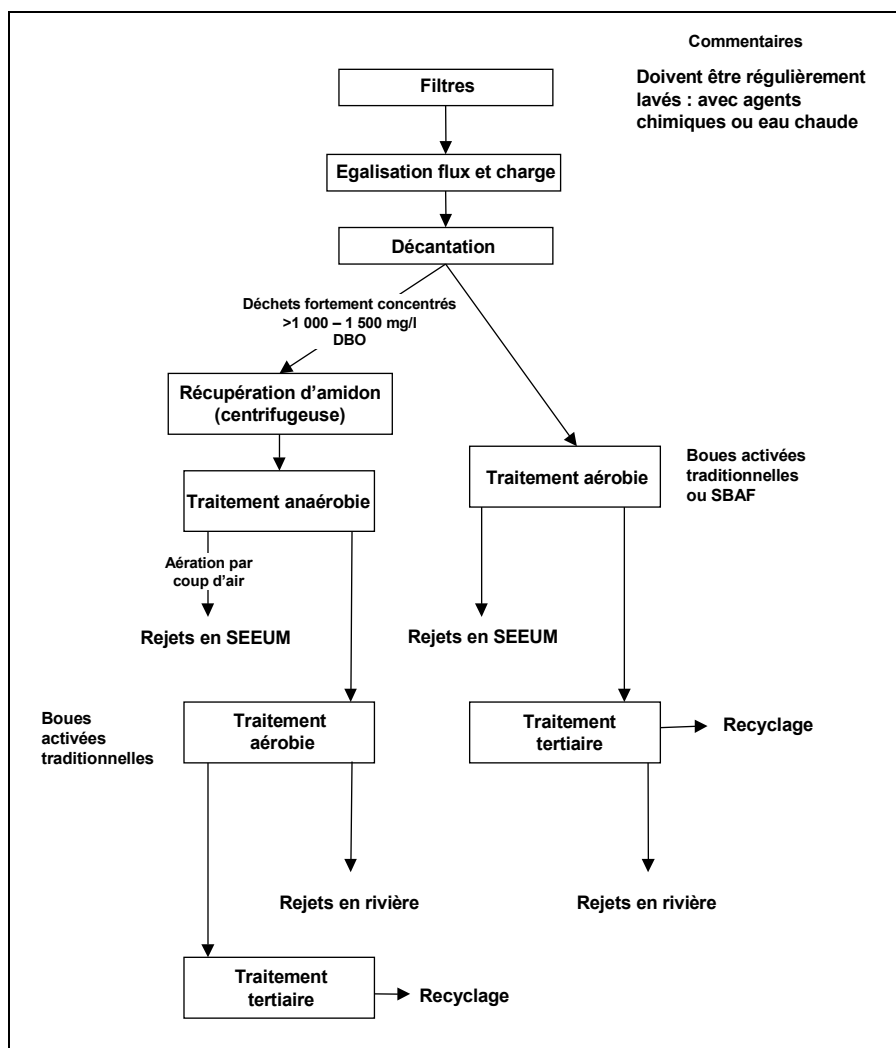 Commentaires
Doivent être régulièrement
lavés : avec agents
chimiques ou eau chaude
Filtres
Egalisation flux et charge
Décantation
Déchets fortement concentrés
>1 000 – 1 500 mg/l
DBO
Récupération d'amidon
(centrifugeuse)
Traitement aérobie
Boues activées
traditionnelles
ou SBAF
Traitement anaérobie
Aération par
coup d'air
Rejets en SEEUM
Rejets en SEEUM
Boues
activées
traditionnelles
Traitement
aérobie
Traitement
tertiaire
Recyclage
Rejets en rivière
Rejets en rivière
Traitement
tertiaire
Recyclage